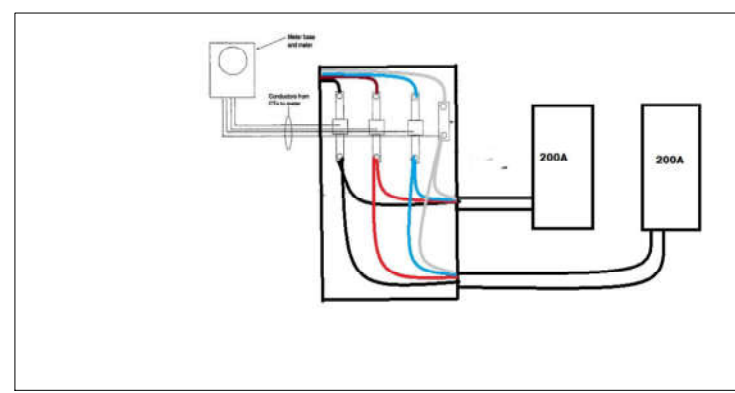 Meter base
and meter
Conductors from
CTs to meter
200A
200A